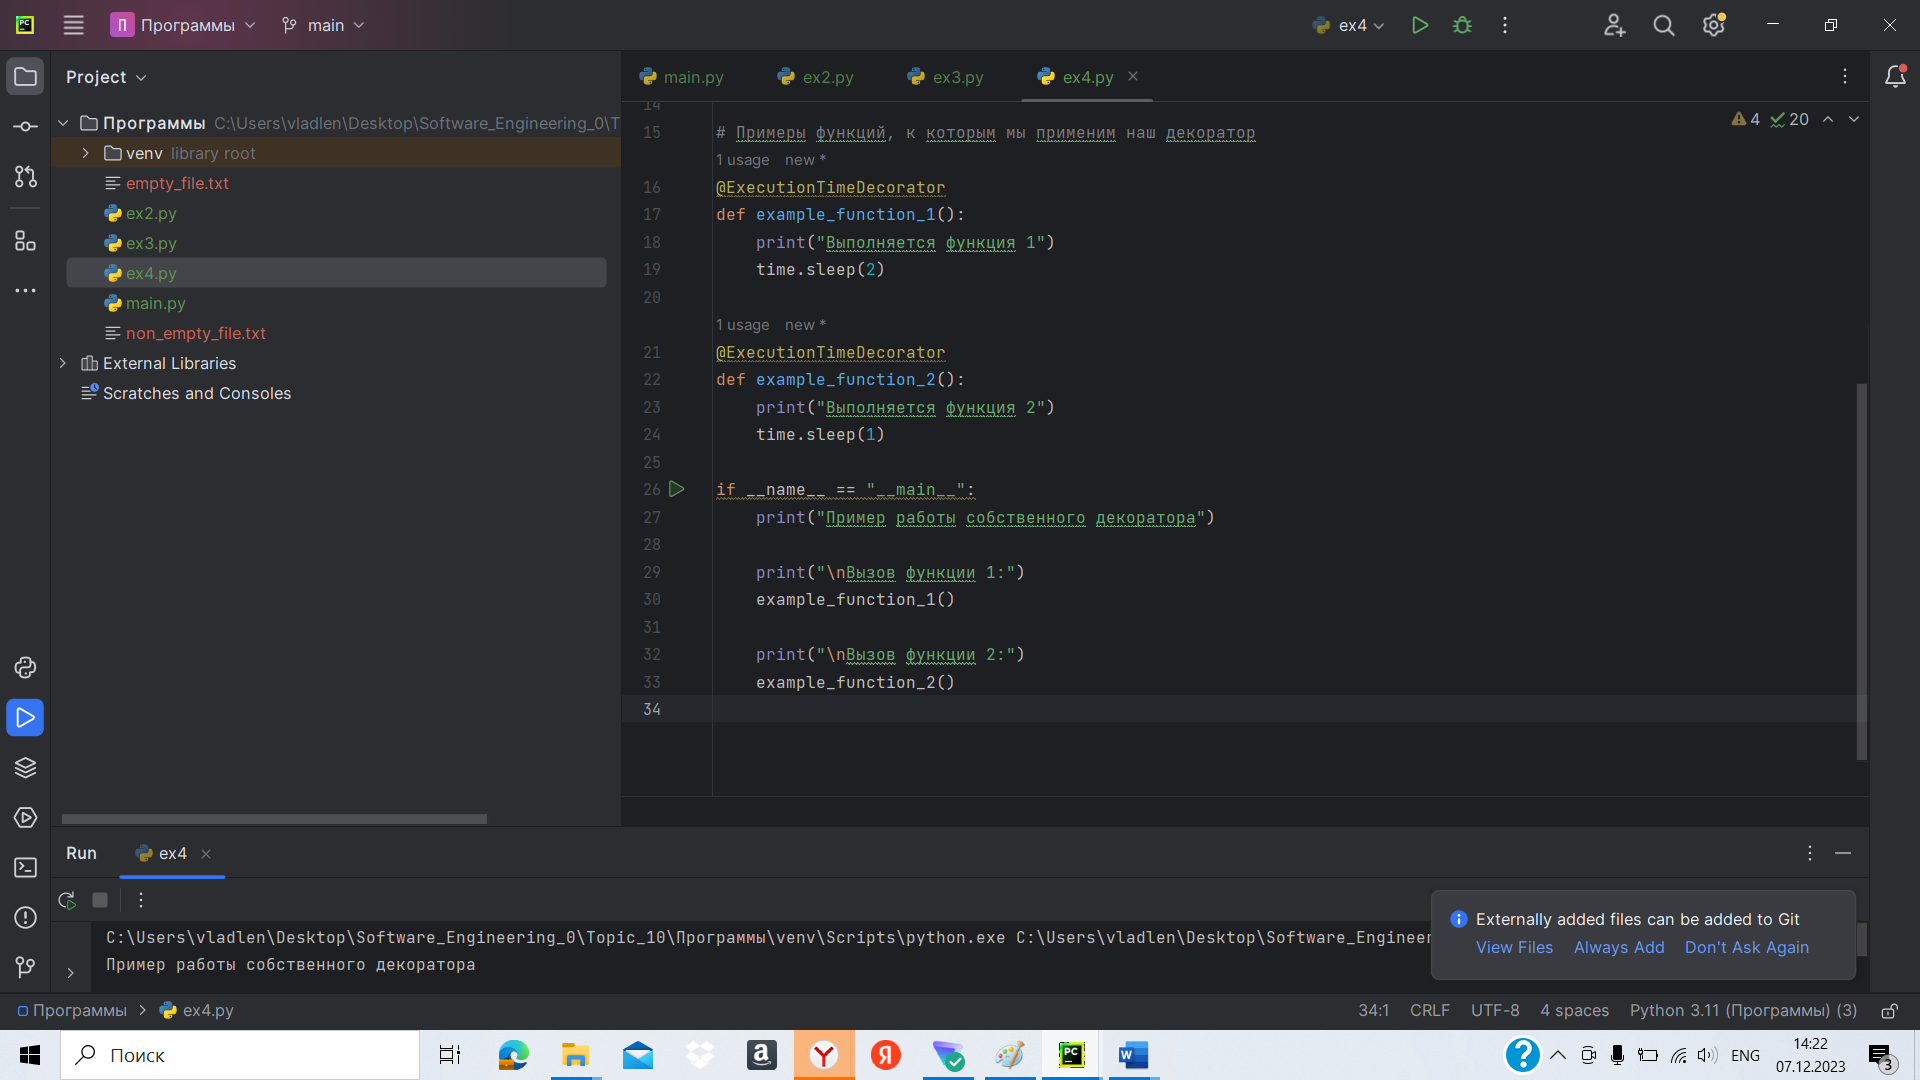 П Программы main ex4
Project
Программы C:\Users\vladlen\Desktop\Software_Engineering_0\T
venv library root
empty_file.txt
ex2.py
ex3.py
ex4.py
main.py
non_empty_file.txt
External Libraries
Scratches and Consoles
main.py ex2.py ex3.py ex4.py
4 20
14
15 # Примеры функций, к которым мы применим наш декоратор
1 usage new *
16 @ExecutionTimeDecorator
17 def example_function_1():
18 print("Выполняется функция 1")
19 time.sleep(2)
20
1 usage new *
21 @ExecutionTimeDecorator
22 def example_function_2():
23 print("Выполняется функция 2")
24 time.sleep(1)
25
26 if __name__ == "__main__":
27 print("Пример работы собственного декоратора")
28
29 print("\nВызов функции 1:")
30 example_function_1()
31
32 print("\nВызов функции 2:")
33 example_function_2()
34
Run ex4
C:\Users\vladlen\Desktop\Software_Engineering_0\Topic_10\Программы\venv\Scripts\python.exe C:\Users\vladlen\Desktop\Software_Engineer
Пример работы собственного декоратора
Externally added files can be added to Git
View Files Always Add Don't Ask Again
Программы ex4.py 34:1 CRLF UTF-8 4 spaces Python 3.11 (Программы) (3)
Поиск
ENG
14:22
07.12.2023
3